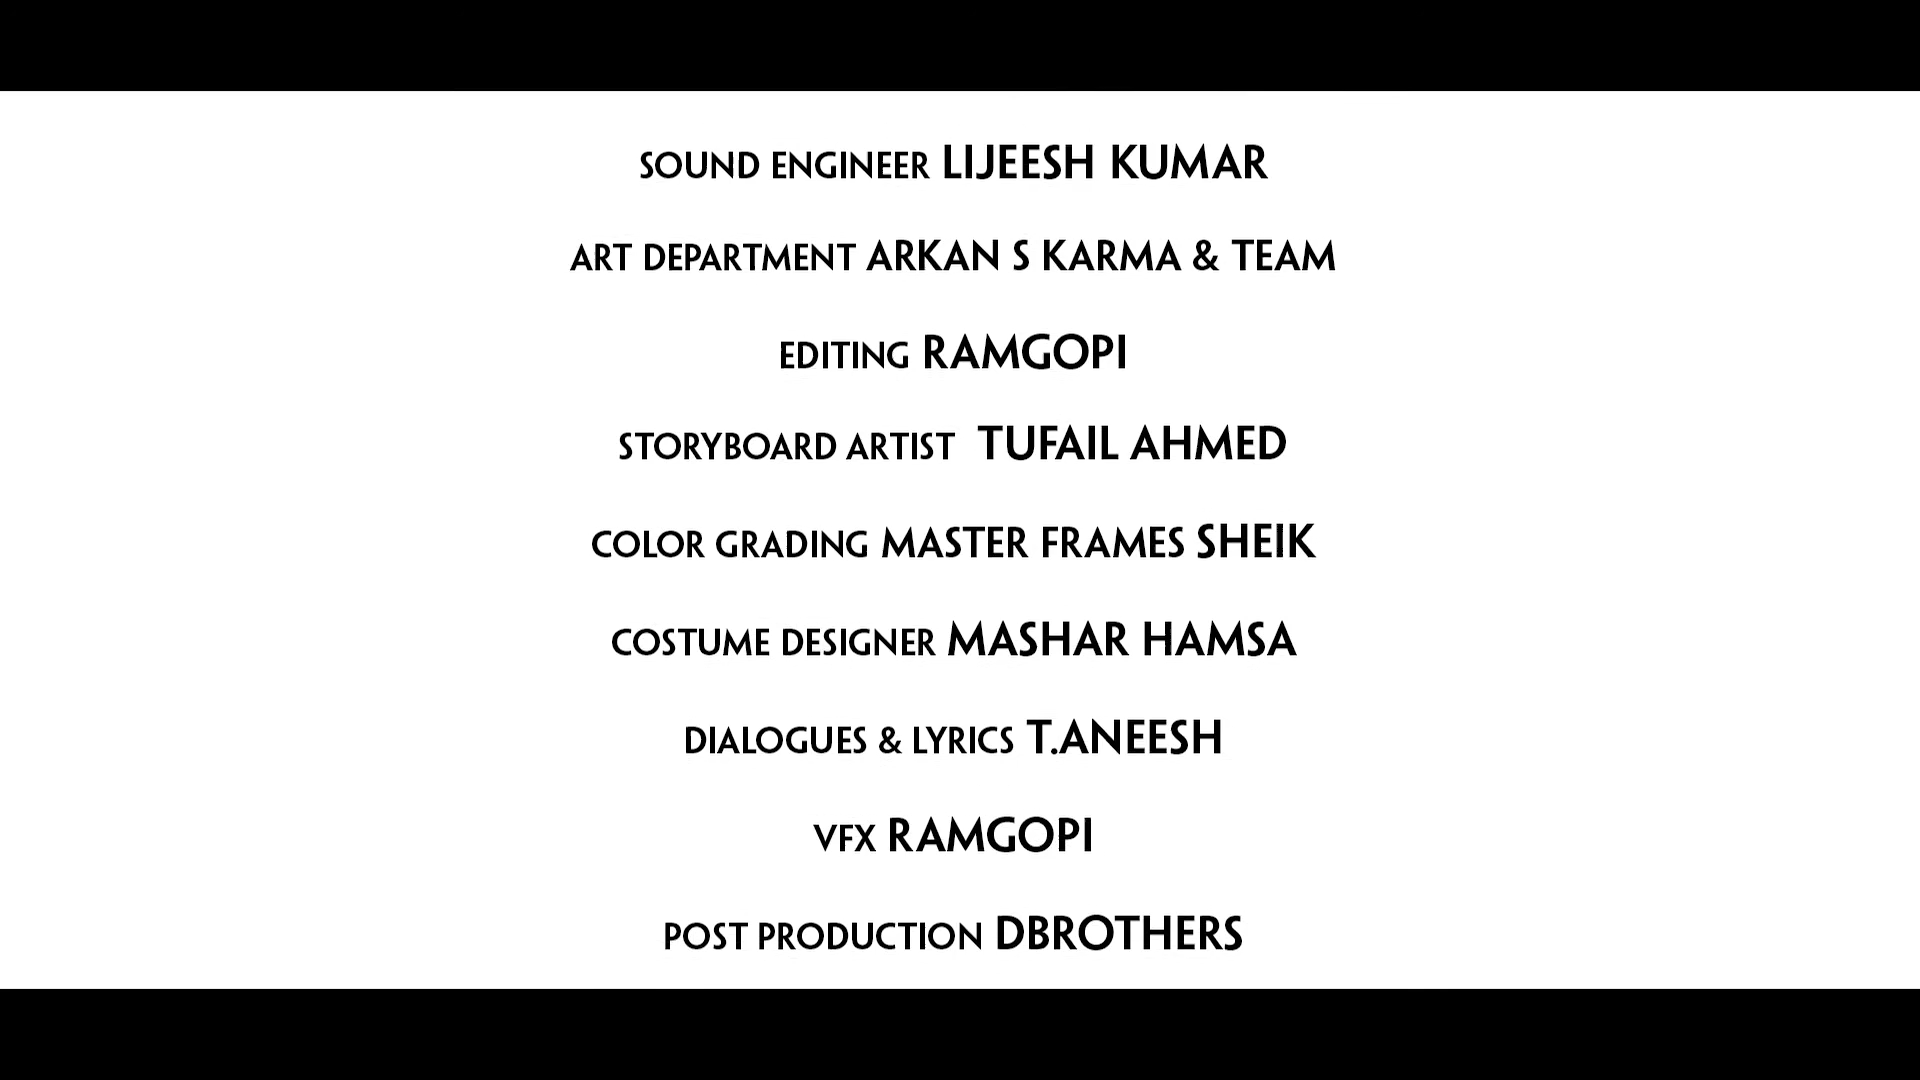 SOUND ENGINEER LIJEESH KUMAR
ART DEPARTMENT ARKAN S KARMA & TEAM
EDITING RAMGOPI
STORYBOARD ARTIST TUFAIL AHMED
COLOR GRADING MASTER FRAMES SHEIK
COSTUME DESIGNER MASHAR HAMSA
DIALOGUES & LYRICS T.ANEESH
VFX RAMGOPI
POST PRODUCTION DBROTHERS